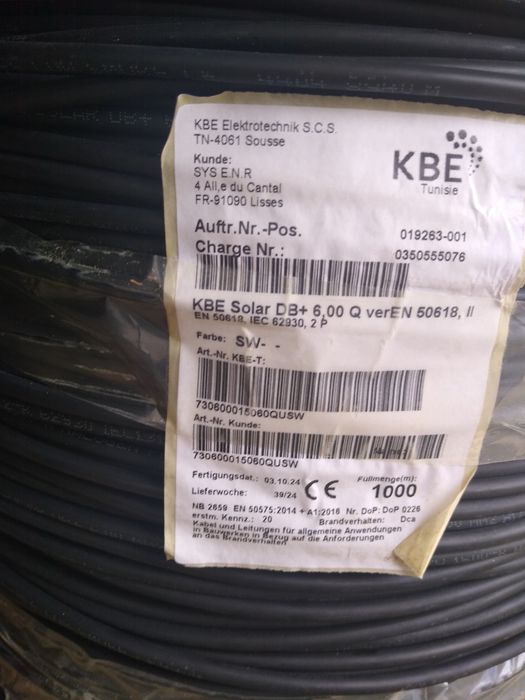 KBE Elektrotechnik S.C.S.
TN-4061 Sousse
Kunde:
SYS E.N.R
4 All,e du Cantal
FR-91090 Lisses
KBE
Tunisie
Auftr.Nr.-Pos. 019263-001
Charge Nr.: 0350555076
KBE Solar DB+ 6,00 Q verEN 50618, II
EN 50618, IEC 62930, 2 P
Farbe: SW- -
Art.-Nr. KBE-T:
730600015060QUSW
Art.-Nr. Kunde:
730600015060QUSW
Fertigungsdat.: 03.10.24 CE Füllmenge(m):
Lieferwoche: 39/24 1000
NB 2659 EN 50575:2014 + A1:2016 Nr. DoP: DoP 0226
erstm. Kennz.: 20 Brandverhalten: Dca
Kabel und Leitungen für allgemeine Anwendungen
in Bauwerken in Bezug auf die Anforderungen
an das Brandverhalten